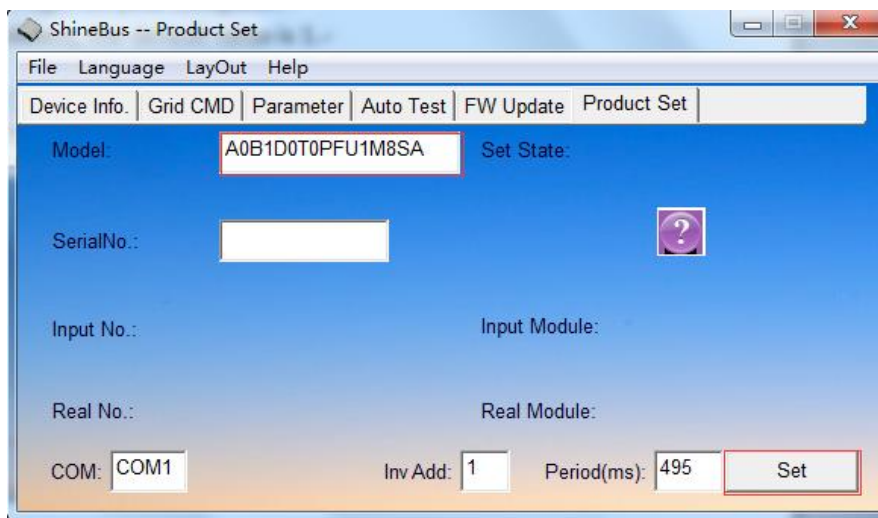 ShineBus -- Product Set
File Language LayOut Help
Device Info. Grid CMD Parameter Auto Test FW Update Product Set
Model: A0B1D0T0PFU1M8SA Set State:
SerialNo.: ?
Input No.: Input Module:
Real No.: Real Module:
COM: COM1 Inv Add: 1 Period(ms): 495 Set